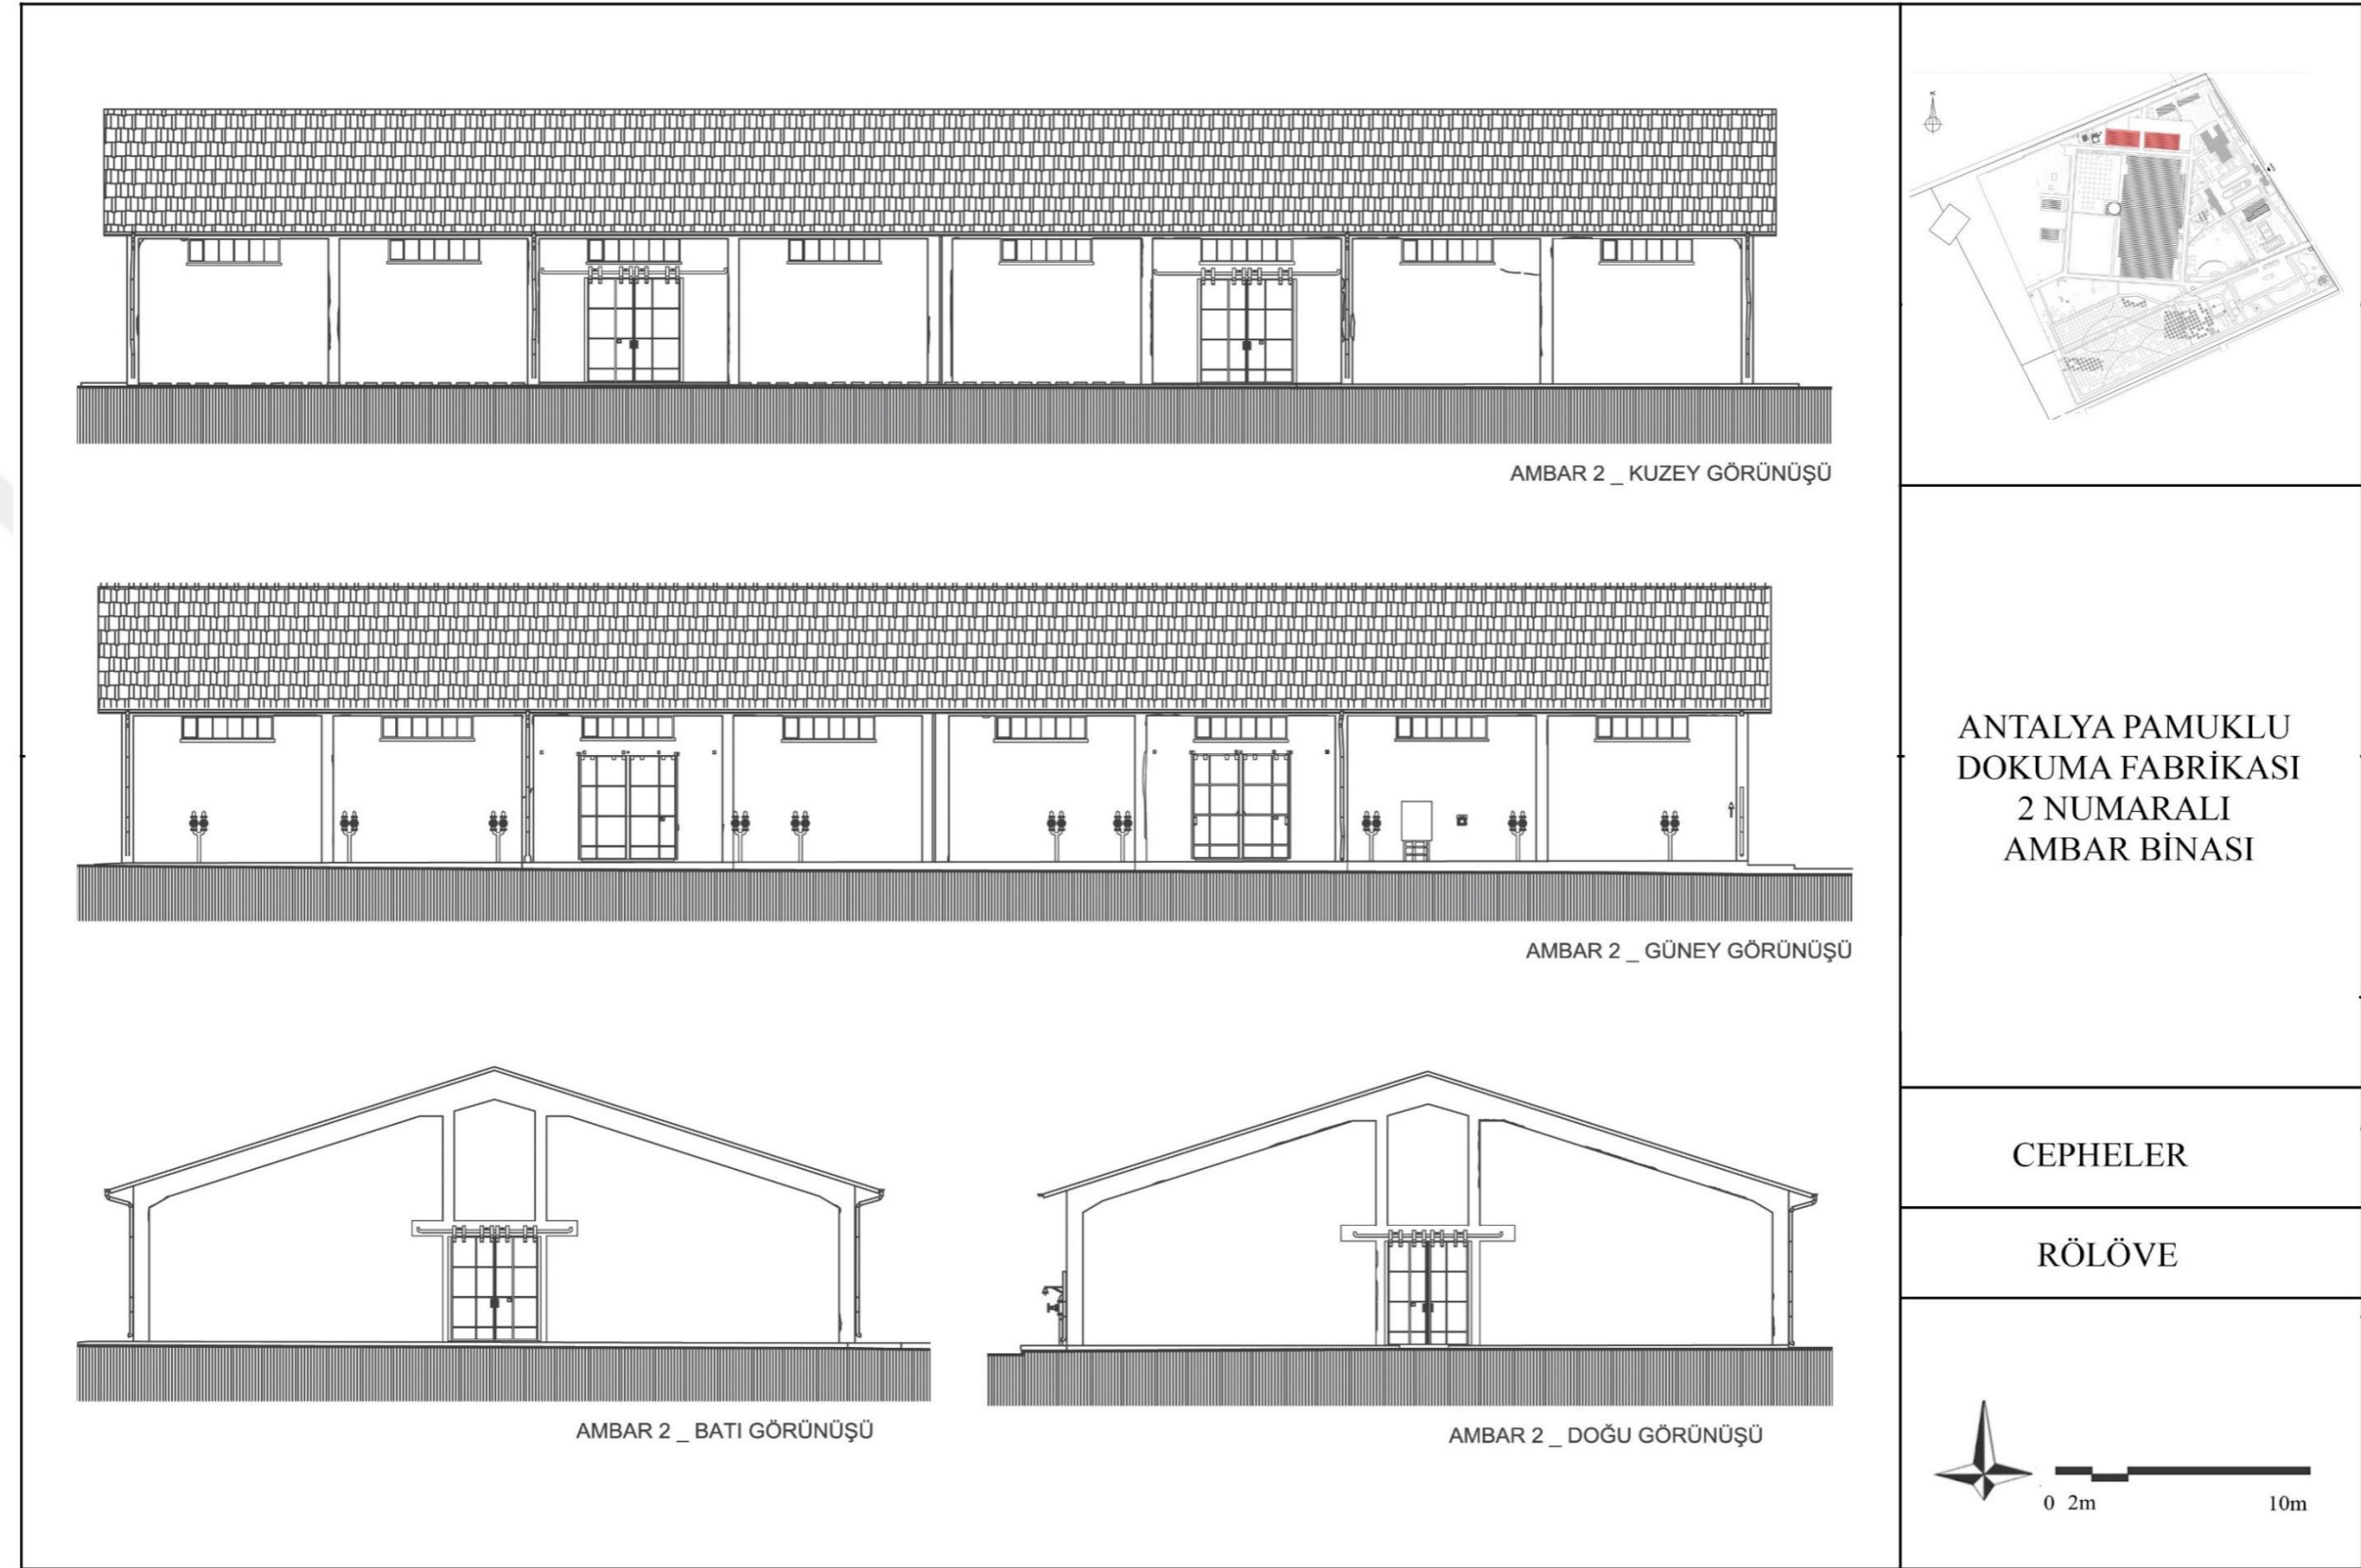 AMBAR 2 _ KUZEY GÖRÜNÜŞÜ
AMBAR 2 _ GÜNEY GÖRÜNÜŞÜ
AMBAR 2 _ BATI GÖRÜNÜŞÜ
AMBAR 2 _ DOĞU GÖRÜNÜŞÜ
K
ANTALYA PAMUKLU
DOKUMA FABRİKASI
2 NUMARALI
AMBAR BİNASI
CEPHELER
RÖLÖVE
0 2m 10m